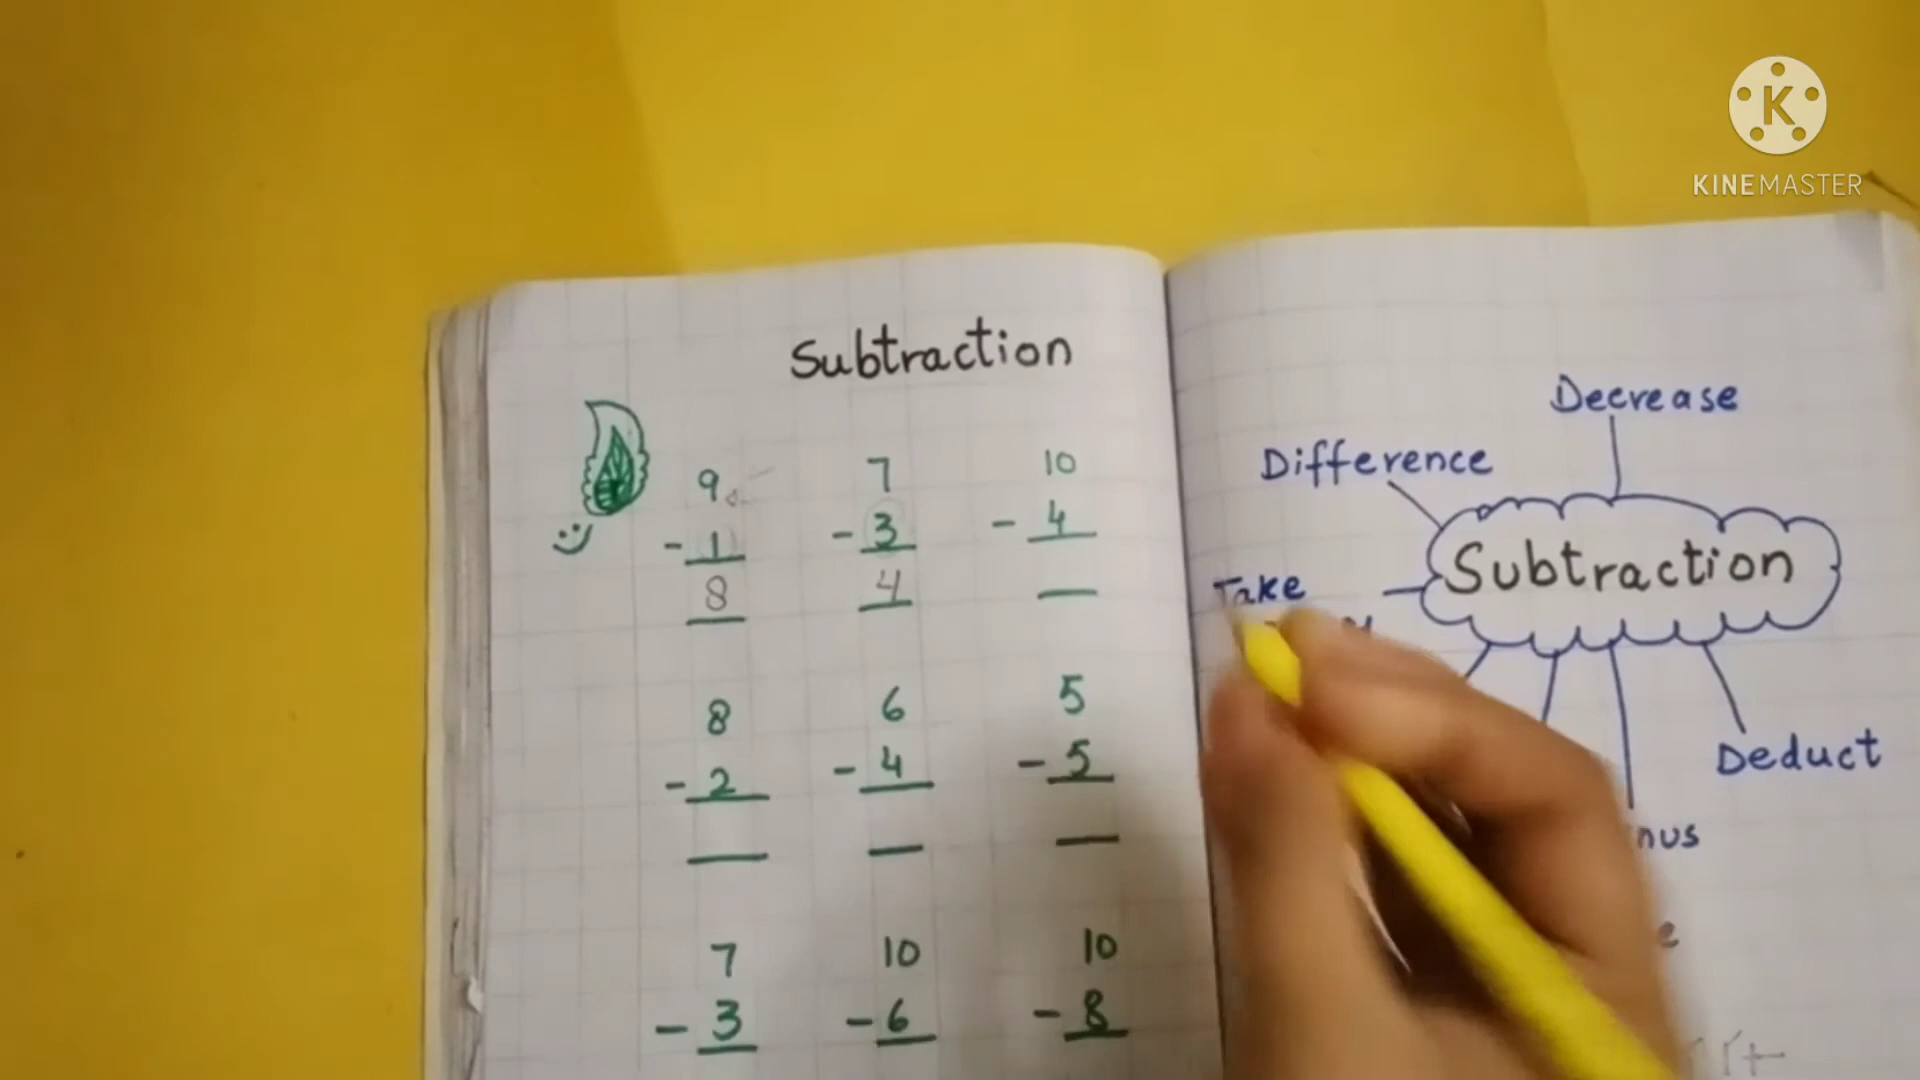 KINEMASTER
Subtraction
9 7 10
- 1 - 3 - 4
8 4
8 6 5
- 2 - 4 - 5
7 10 10
- 3 - 6 - 8
Decrease
Difference
Subtraction
Take
Deduct